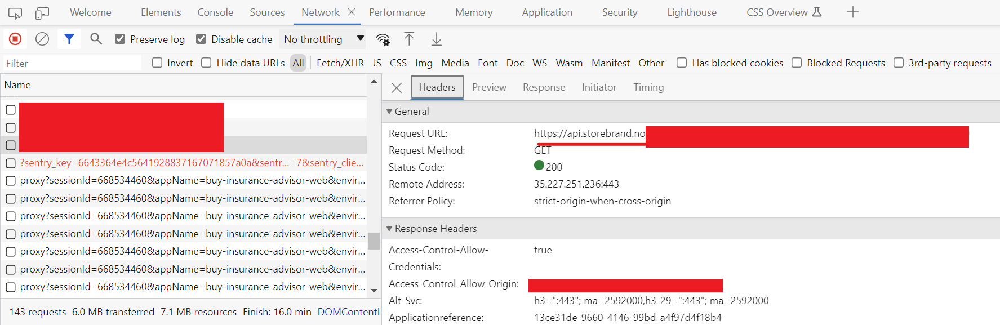 Welcome Elements Console Sources Network Performance Memory Application Security Lighthouse CSS Overview
Preserve log Disable cache No throttling
Filter Invert Hide data URLs All Fetch/XHR JS CSS Img Media Font Doc WS Wasm Manifest Other Has blocked cookies Blocked Requests 3rd-party requests
Name
?sentry_key=6643364e4c5641928837167071857a0a&sentr...=7&sentry_clie...
proxy?sessionId=668534460&appName=buy-insurance-advisor-web&envir...
proxy?sessionId=668534460&appName=buy-insurance-advisor-web&envir...
proxy?sessionId=668534460&appName=buy-insurance-advisor-web&envir...
proxy?sessionId=668534460&appName=buy-insurance-advisor-web&envir...
proxy?sessionId=668534460&appName=buy-insurance-advisor-web&envir...
proxy?sessionId=668534460&appName=buy-insurance-advisor-web&envir...
proxy?sessionId=668534460&appName=buy-insurance-advisor-web&envir...
143 requests 6.0 MB transferred 7.1 MB resources Finish: 16.0 min DOMContentL
Headers Preview Response Initiator Timing
General
Request URL: https://api.storebrand.no
Request Method: GET
Status Code: 200
Remote Address: 35.227.251.236:443
Referrer Policy: strict-origin-when-cross-origin
Response Headers
Access-Control-Allow- true
Credentials:
Access-Control-Allow-Origin:
Alt-Svc: h3=":443"; ma=2592000,h3-29=":443"; ma=2592000
Applicationreference: 13ce31de-9660-4146-99bd-a4f97d4f18b4